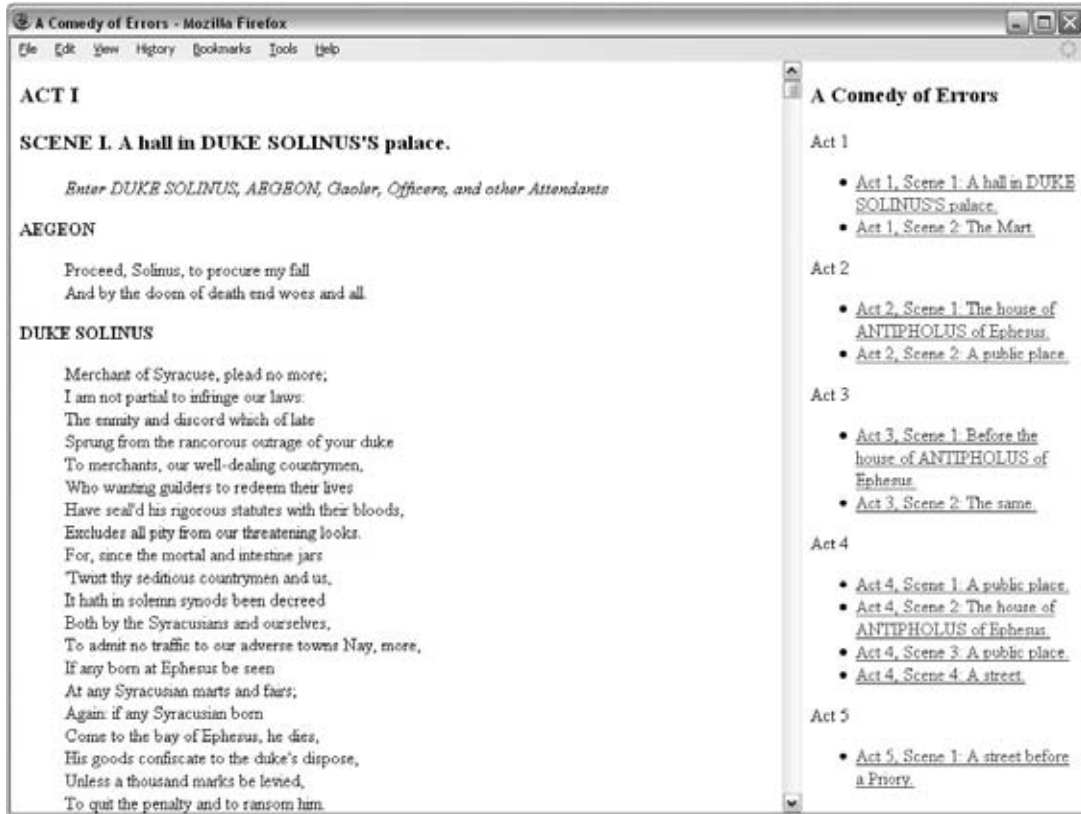 A Comedy of Errors - Mozilla Firefox
File Edit View History Bookmarks Tools Help
ACT I
SCENE I. A hall in DUKE SOLINUS'S palace.
Enter DUKE SOLINUS, AEGEON, Gaoler, Officers, and other Attendants
AEGEON
Proceed, Solinus, to procure my fall
And by the doom of death end woes and all.
DUKE SOLINUS
Merchant of Syracuse, plead no more;
I am not partial to infringe our laws:
The enmity and discord which of late
Sprung from the rancorous outrage of your duke
To merchants, our well-dealing countrymen,
Who wanting guilders to redeem their lives
Have seal'd his rigorous statutes with their bloods,
Excludes all pity from our threatening looks.
For, since the mortal and intestine jars
'Twixt thy seditious countrymen and us,
It hath in solemn synods been decreed
Both by the Syracusians and ourselves,
To admit no traffic to our adverse towns Nay, more,
If any born at Ephesus be seen
At any Syracusian marts and fairs;
Again: if any Syracusian born
Come to the bay of Ephesus, he dies,
His goods confiscate to the duke's dispose,
Unless a thousand marks be levied,
To quit the penalty and to ransom him.
A Comedy of Errors
Act 1
Act 1, Scene 1: A hall in DUKE
SOLINUS'S palace.
Act 1, Scene 2: The Mart.
Act 2
Act 2, Scene 1: The house of
ANTIPHOLUS of Ephesus.
Act 2, Scene 2: A public place.
Act 3
Act 3, Scene 1: Before the
house of ANTIPHOLUS of
Ephesus.
Act 3, Scene 2: The same.
Act 4
Act 4, Scene 1: A public place.
Act 4, Scene 2: The house of
ANTIPHOLUS of Ephesus.
Act 4, Scene 3: A public place.
Act 4, Scene 4: A street.
Act 5
Act 5, Scene 1: A street before
a Priory.